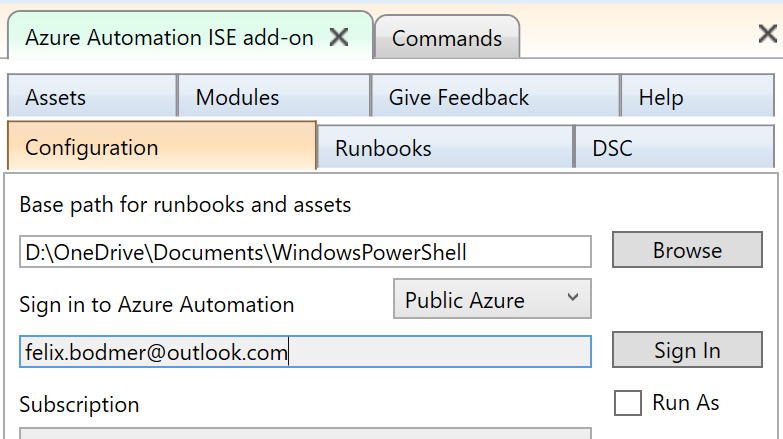 Azure Automation ISE add-on Commands
Assets Modules Give Feedback Help
Configuration Runbooks DSC
Base path for runbooks and assets
D:\OneDrive\Documents\WindowsPowerShell Browse
Sign in to Azure Automation Public Azure
felix.bodmer@outlook.com Sign In
Subscription Run As